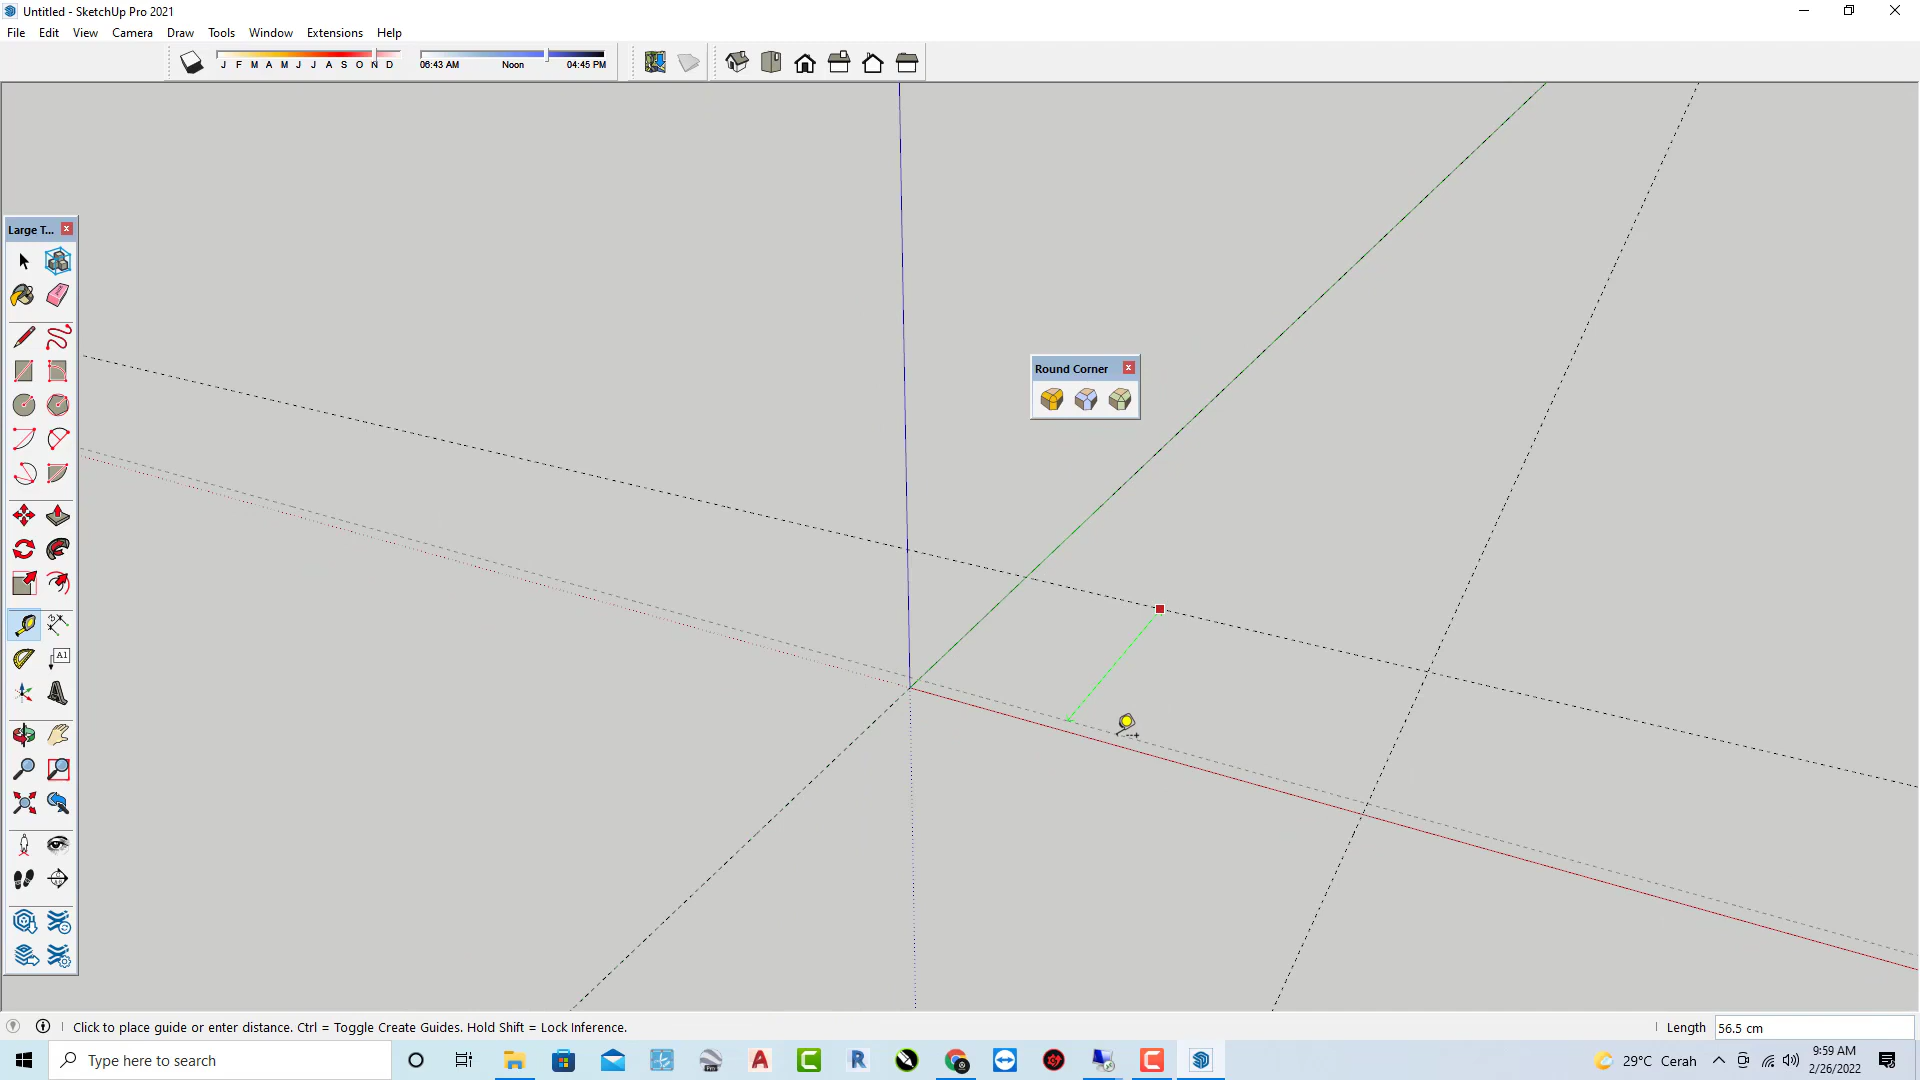 Untitled - SketchUp Pro 2021
File Edit View Camera Draw Tools Window Extensions Help
J F M A M J J A S O N D 06:43 AM Noon 04:45 PM
Large T...
Round Corner
A1
Click to place guide or enter distance. Ctrl = Toggle Create Guides. Hold Shift = Lock Inference.
Length 56.5 cm
Type here to search
29°C Cerah
9:59 AM
2/26/2022